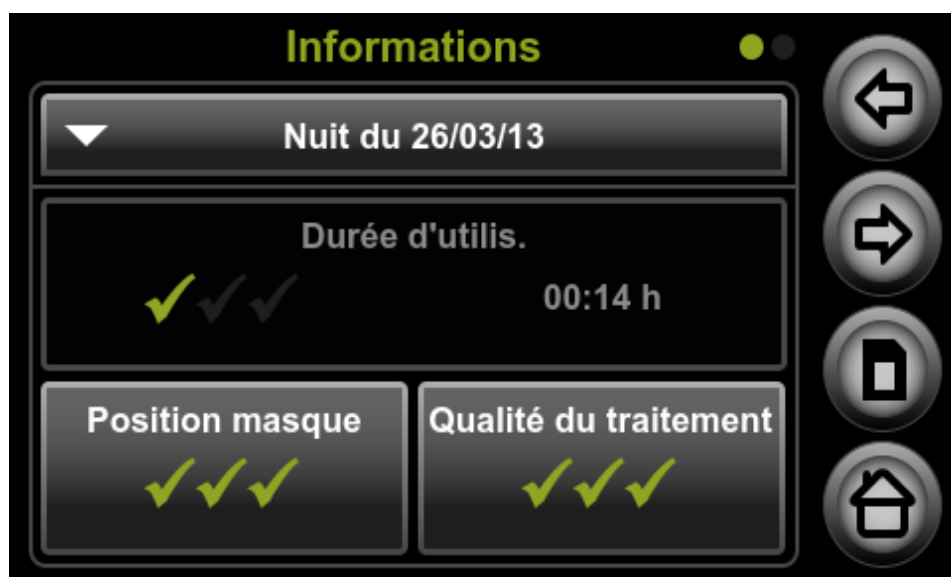 Informations
Nuit du 26/03/13
Durée d'utilis.
00:14 h
Position masque
Qualité du traitement